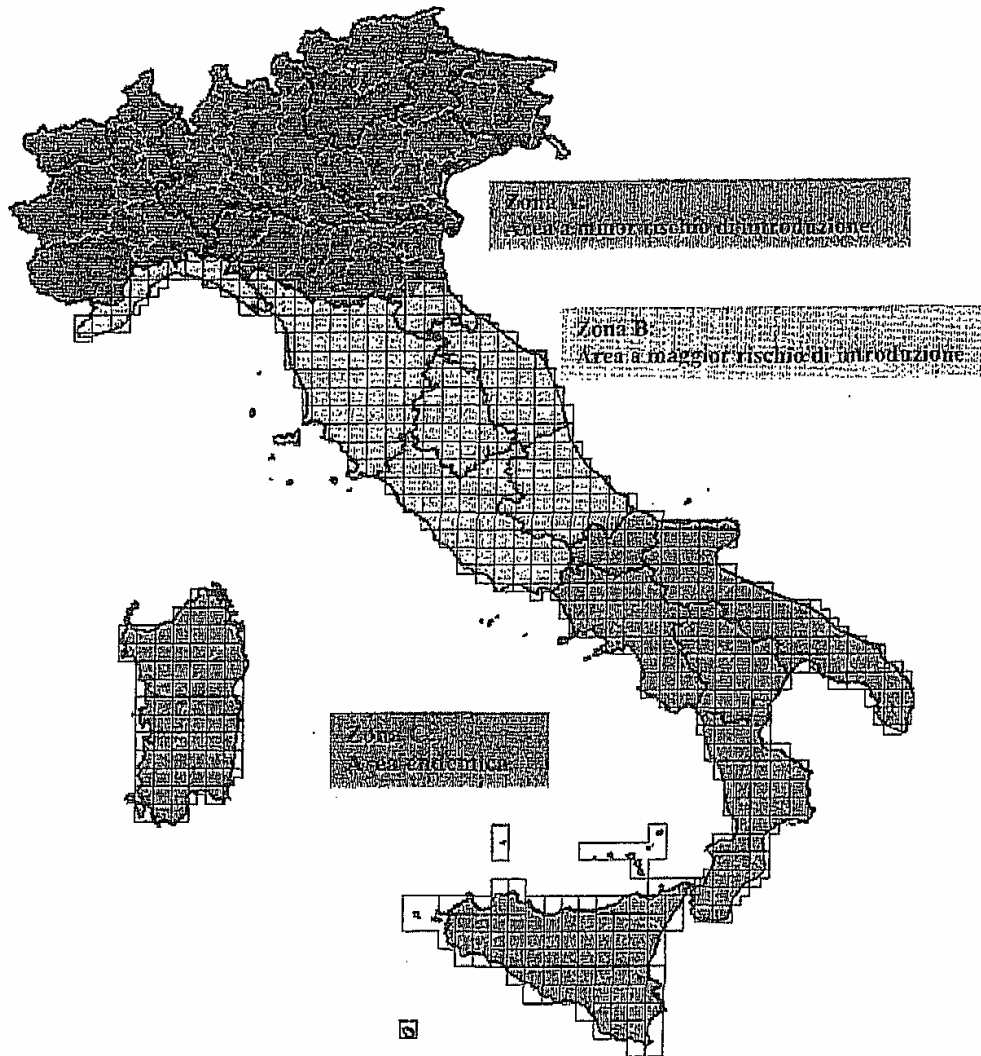 Zona A.
Area a minor rischio di introduzione
Zona B.
Area a maggior rischio di introduzione
Zona C.
Area endemica